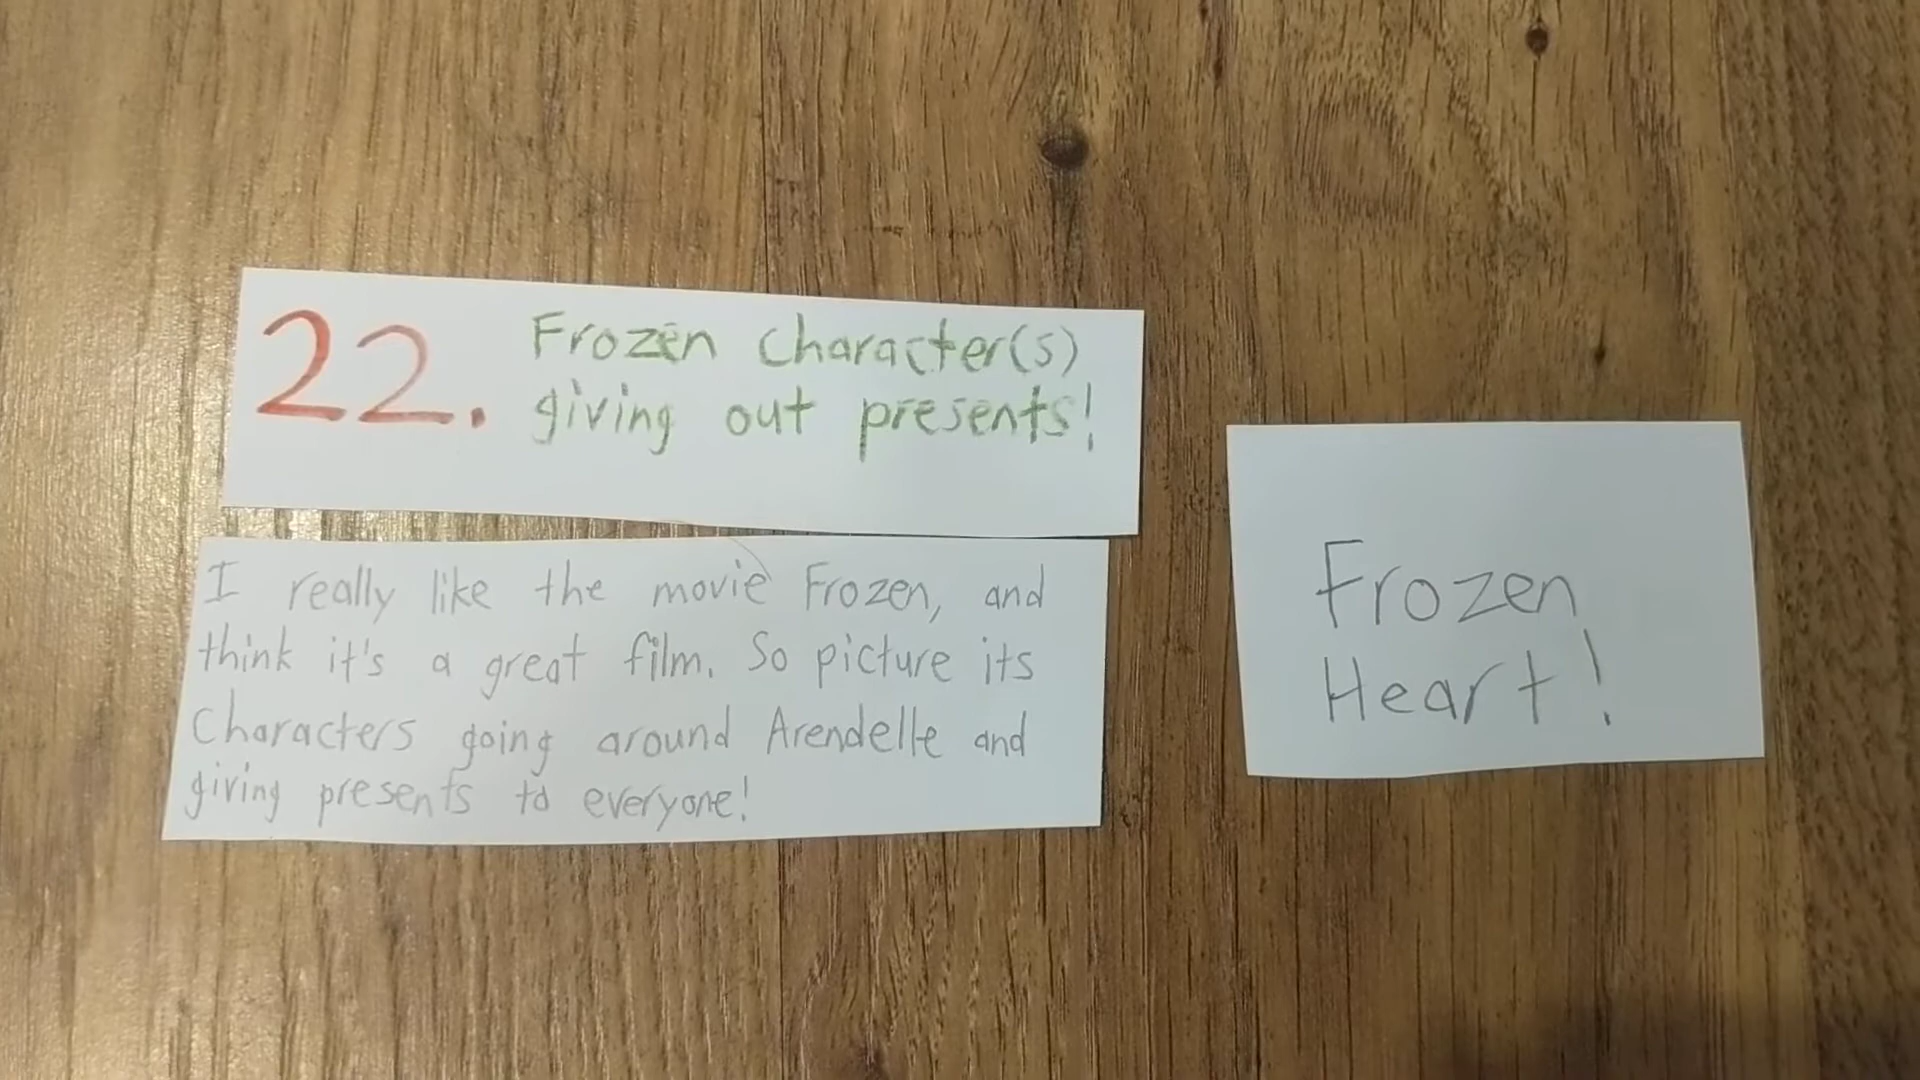 22. Frozen Character(s)
giving out presents!
I really like the movie Frozen, and
think it's a great film. So picture its
Characters going around Arendelle and
giving presents to everyone!
Frozen
Heart!